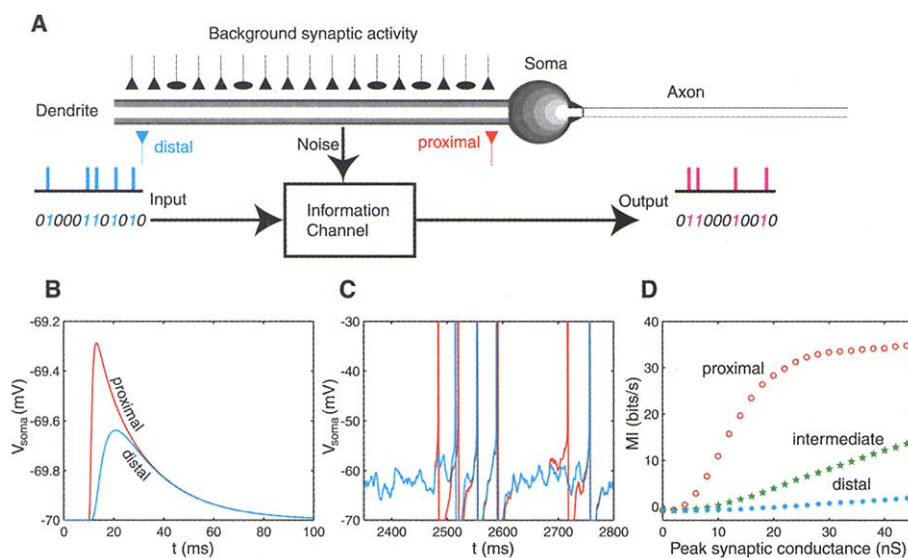 A
Background synaptic activity
Soma
Axon
Dendrite
distal
Noise
proximal
Input
Information
Channel
Output
010001101010
01100010010
B
-69.2
-69.4
-69.6
-69.8
-70
Vsoma (mV)
proximal
distal
0 20 40 60 80 100
t (ms)
C
-30
-40
-50
-60
-70
Vsoma (mV)
2400 2500 2600 2700 2800
t (ms)
D
40
30
20
10
0
MI (bits/s)
proximal
intermediate
distal
0 10 20 30 40
Peak synaptic conductance (nS)